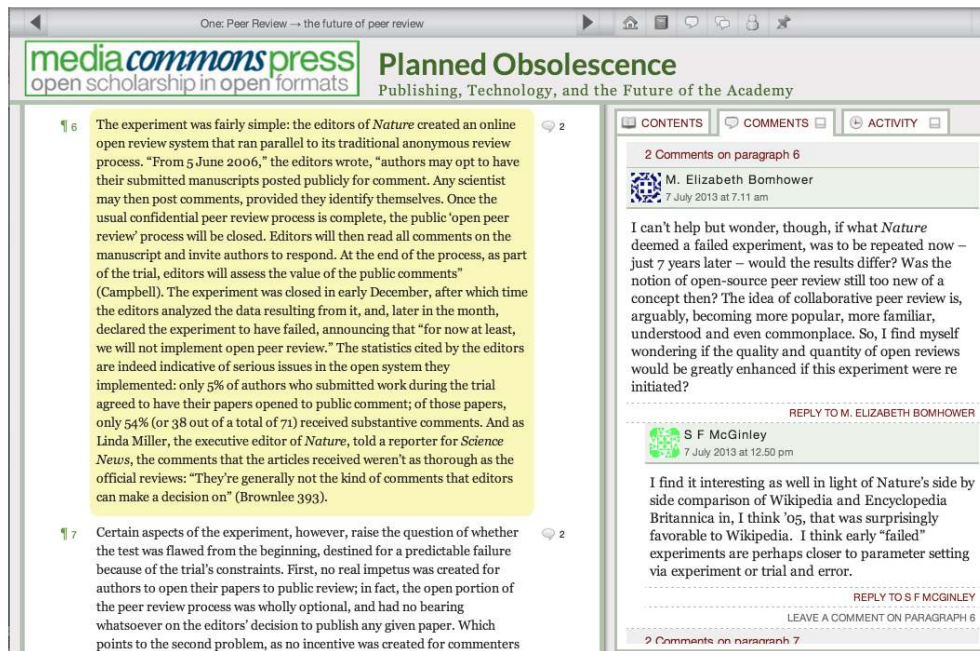 One: Peer Review → the future of peer review
mediacommonspress
open scholarship in open formats
Planned Obsolescence
Publishing, Technology, and the Future of the Academy
¶ 6
The experiment was fairly simple: the editors of Nature created an online
open review system that ran parallel to its traditional anonymous review
process. “From 5 June 2006,” the editors wrote, “authors may opt to have
their submitted manuscripts posted publicly for comment. Any scientist
may then post comments, provided they identify themselves. Once the
usual confidential peer review process is complete, the public ‘open peer
review’ process will be closed. Editors will then read all comments on the
manuscript and invite authors to respond. At the end of the process, as part
of the trial, editors will assess the value of the public comments”
(Campbell). The experiment was closed in early December, after which time
the editors analyzed the data resulting from it, and, later in the month,
declared the experiment to have failed, announcing that “for now at least,
we will not implement open peer review.” The statistics cited by the editors
are indeed indicative of serious issues in the open system they
implemented: only 5% of authors who submitted work during the trial
agreed to have their papers opened to public comment; of those papers,
only 54% (or 38 out of a total of 71) received substantive comments. And as
Linda Miller, the executive editor of Nature, told a reporter for Science
News, the comments that the articles received weren’t as thorough as the
official reviews: “They’re generally not the kind of comments that editors
can make a decision on” (Brownlee 393).
2
¶ 7
Certain aspects of the experiment, however, raise the question of whether
the test was flawed from the beginning, destined for a predictable failure
because of the trial’s constraints. First, no real impetus was created for
authors to open their papers to public review; in fact, the open portion of
the peer review process was wholly optional, and had no bearing
whatsoever on the editors’ decision to publish any given paper. Which
points to the second problem, as no incentive was created for commenters
2
CONTENTS
COMMENTS
ACTIVITY
2 Comments on paragraph 6
M. Elizabeth Bomhower
7 July 2013 at 7.11 am
I can’t help but wonder, though, if what Nature
deemed a failed experiment, was to be repeated now –
just 7 years later – would the results differ? Was the
notion of open-source peer review still too new of a
concept then? The idea of collaborative peer review is,
arguably, becoming more popular, more familiar,
understood and even commonplace. So, I find myself
wondering if the quality and quantity of open reviews
would be greatly enhanced if this experiment were re
initiated?
REPLY TO M. ELIZABETH BOMHOWER
S F McGinley
7 July 2013 at 12.50 pm
I find it interesting as well in light of Nature’s side by
side comparison of Wikipedia and Encyclopedia
Britannica in, I think ’05, that was surprisingly
favorable to Wikipedia. I think early “failed”
experiments are perhaps closer to parameter setting
via experiment or trial and error.
REPLY TO S F MCGINLEY
LEAVE A COMMENT ON PARAGRAPH 6
2 Comments on paragraph 7